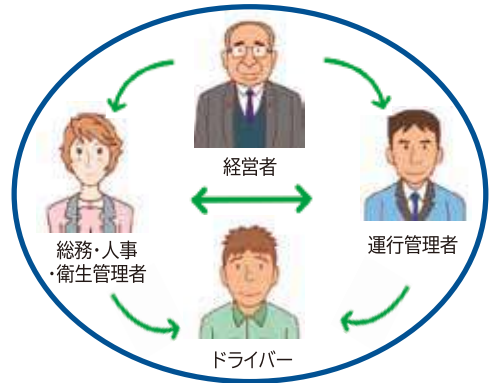 経営者
総務・人事
・衛生管理者
運行管理者
ドライバー